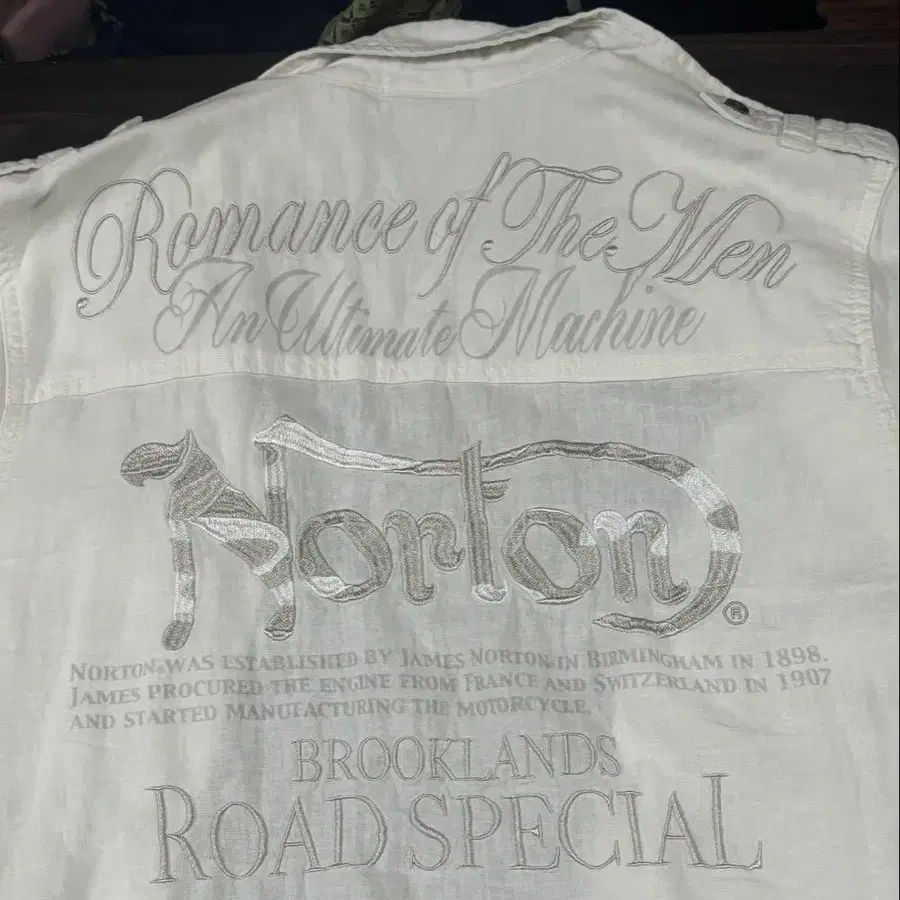 Romance of The Men
An Ultimate Machine
Norton®
NORTON® WAS ESTABLISHED BY JAMES NORTON IN BIRMINGHAM IN 1898.
JAMES PROCURED THE ENGINE FROM FRANCE AND SWITZERLAND IN 1907
AND STARTED MANUFACTURING THE MOTORCYCLE.
BROOKLANDS
ROAD SPECIAL